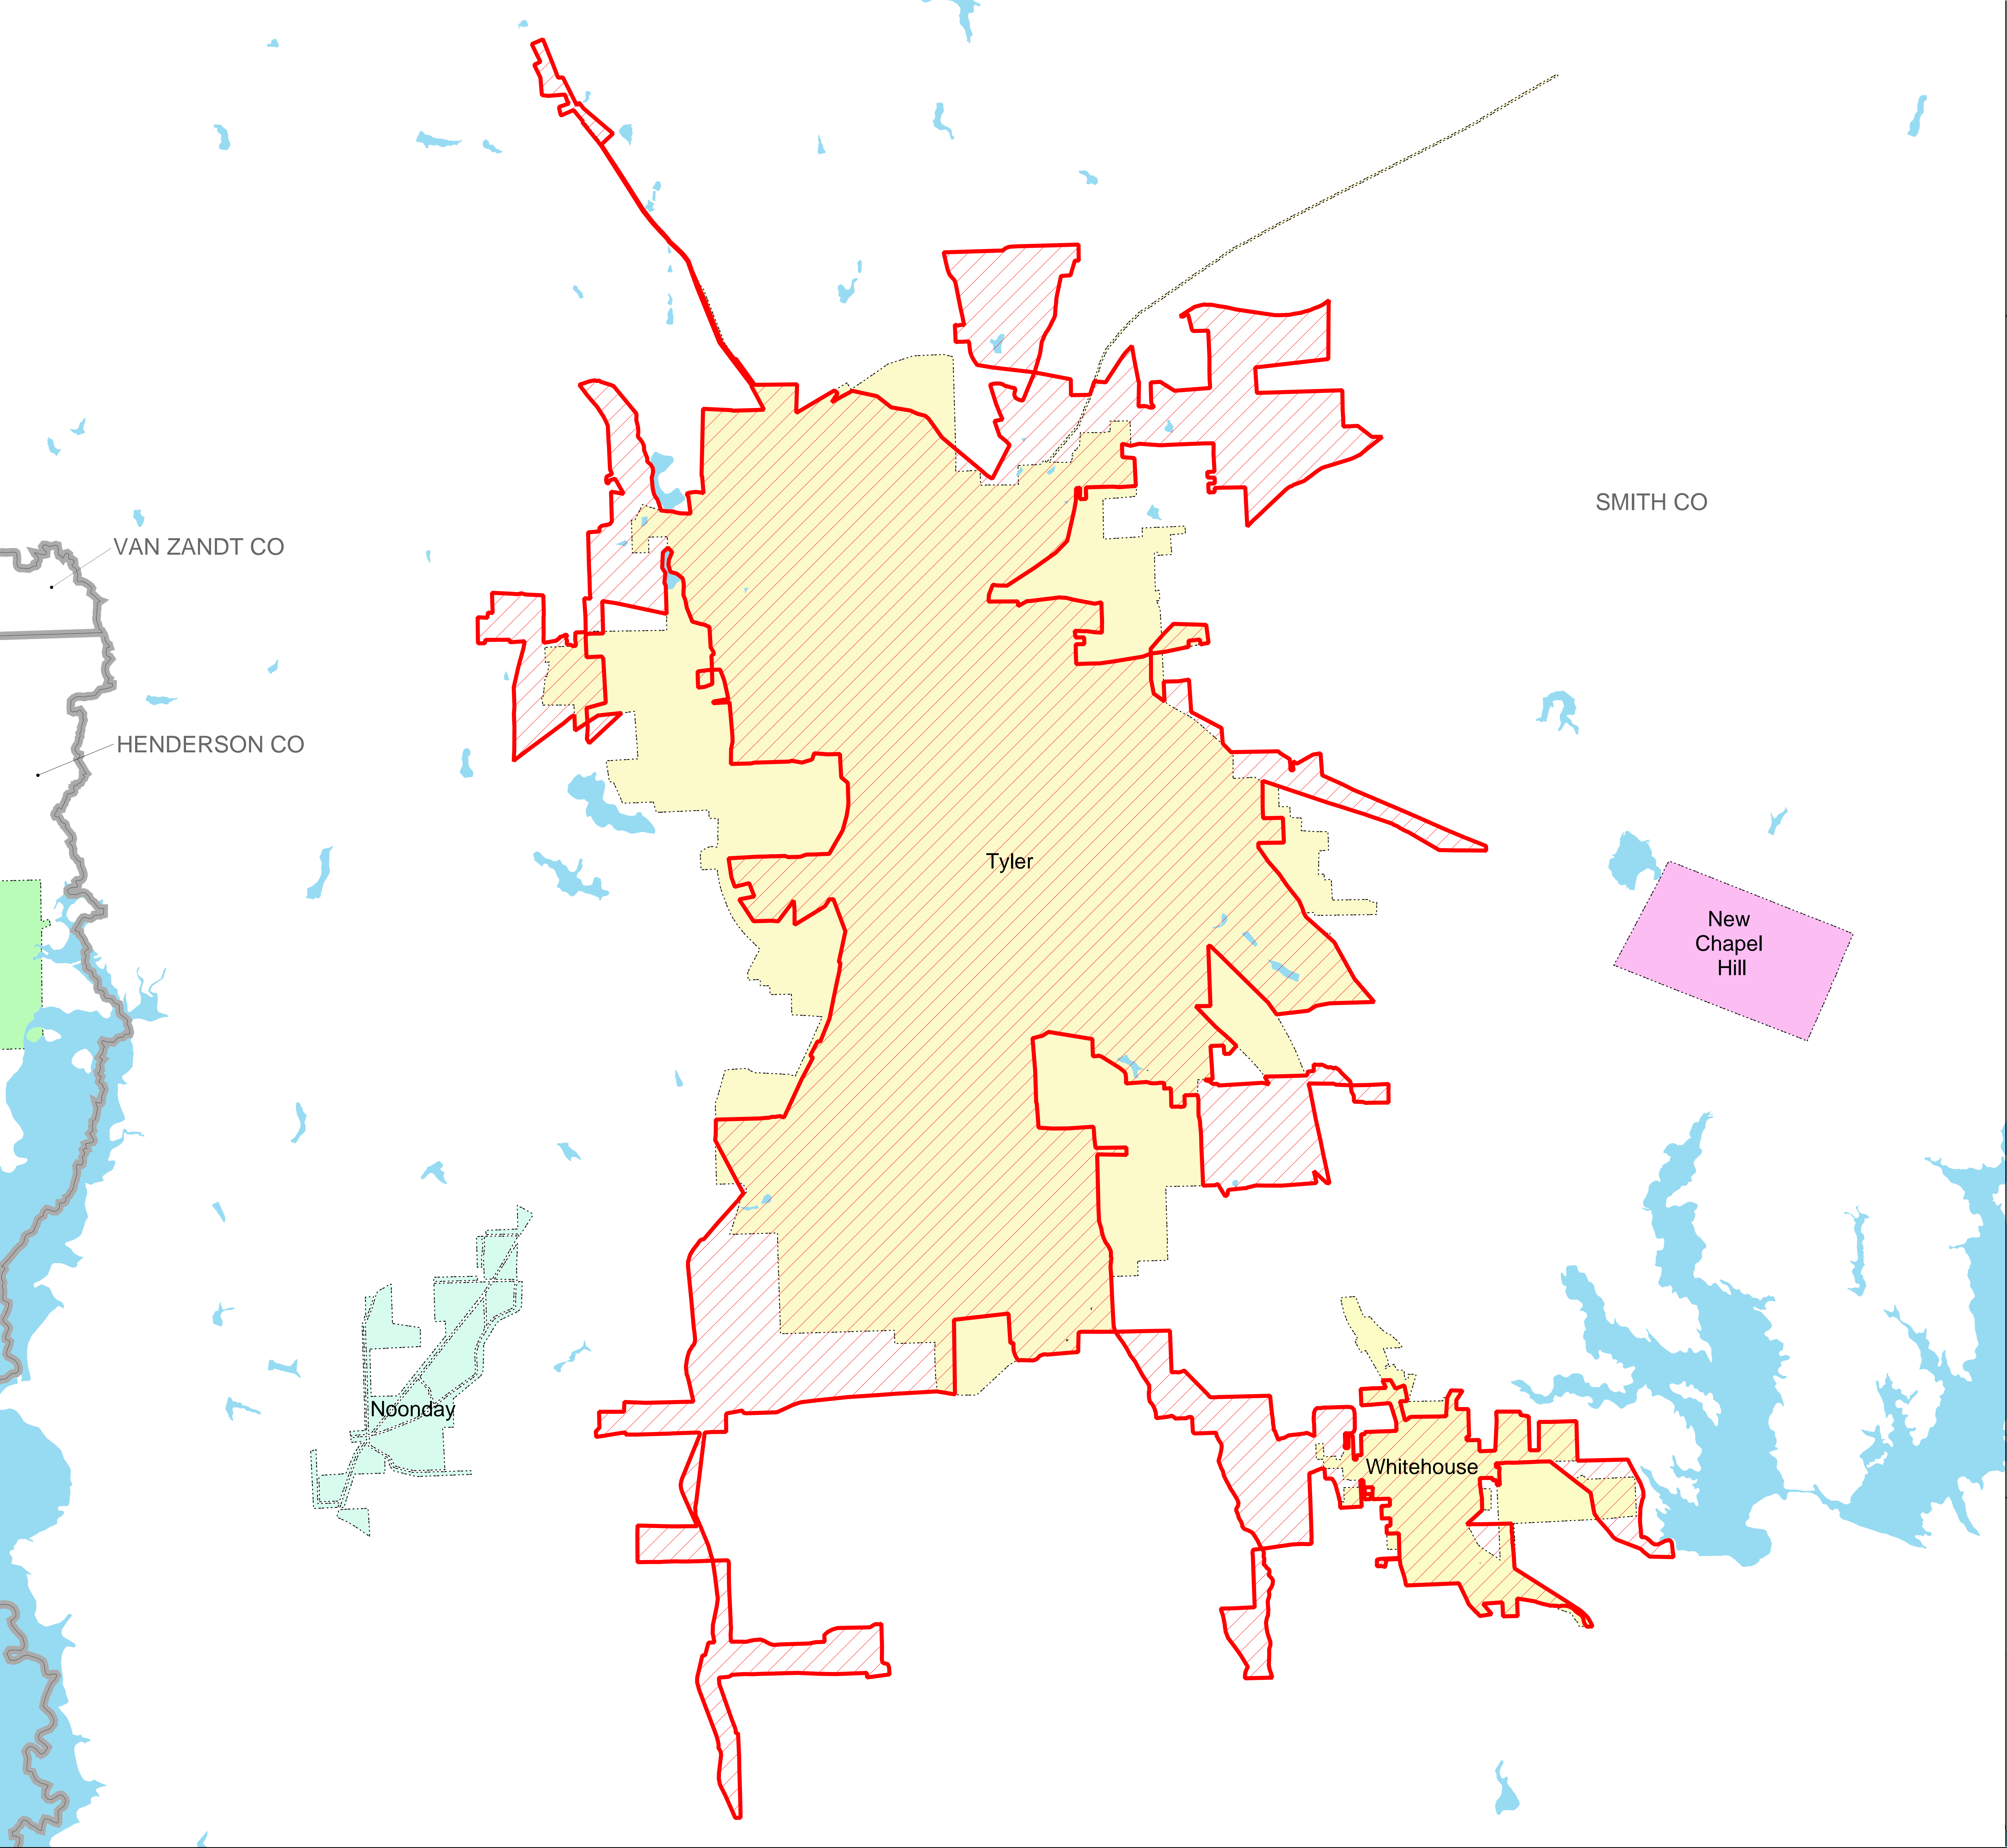 SMITH CO
VAN ZANDT CO
HENDERSON CO
Tyler
New
Chapel
Hill
Noonday
Whitehouse